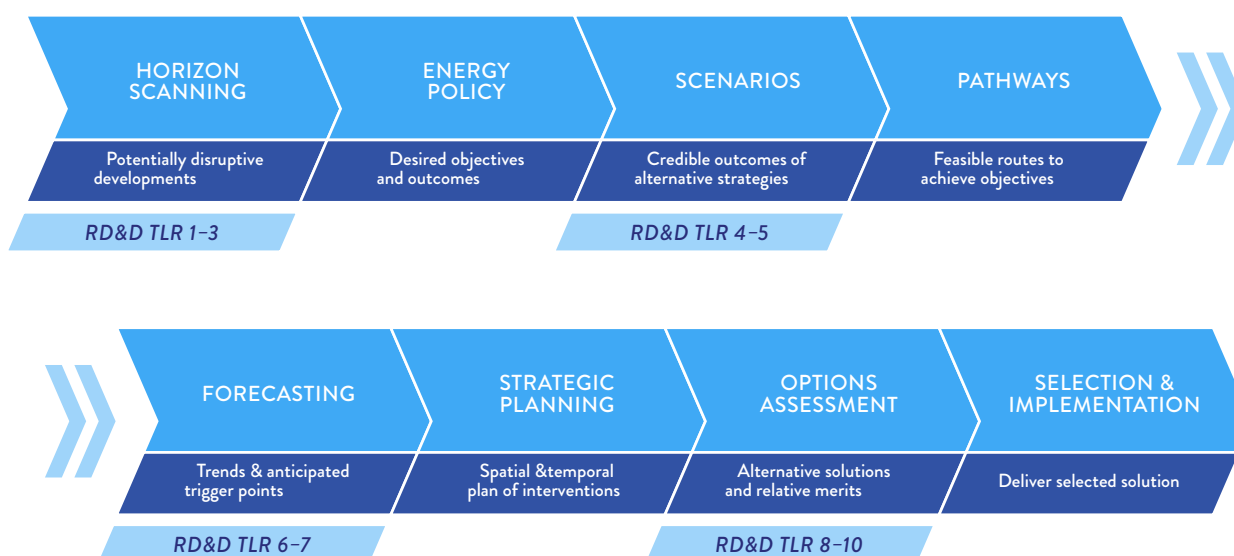 HORIZON
SCANNING
ENERGY
POLICY
SCENARIOS
PATHWAYS
Potentially disruptive
developments
Desired objectives
and outcomes
Credible outcomes of
alternative strategies
Feasible routes to
achieve objectives
RD&D TLR 1–3
RD&D TLR 4–5
FORECASTING
STRATEGIC
PLANNING
OPTIONS
ASSESSMENT
SELECTION &
IMPLEMENTATION
Trends & anticipated
trigger points
Spatial &temporal
plan of interventions
Alternative solutions
and relative merits
Deliver selected solution
RD&D TLR 6–7
RD&D TLR 8–10